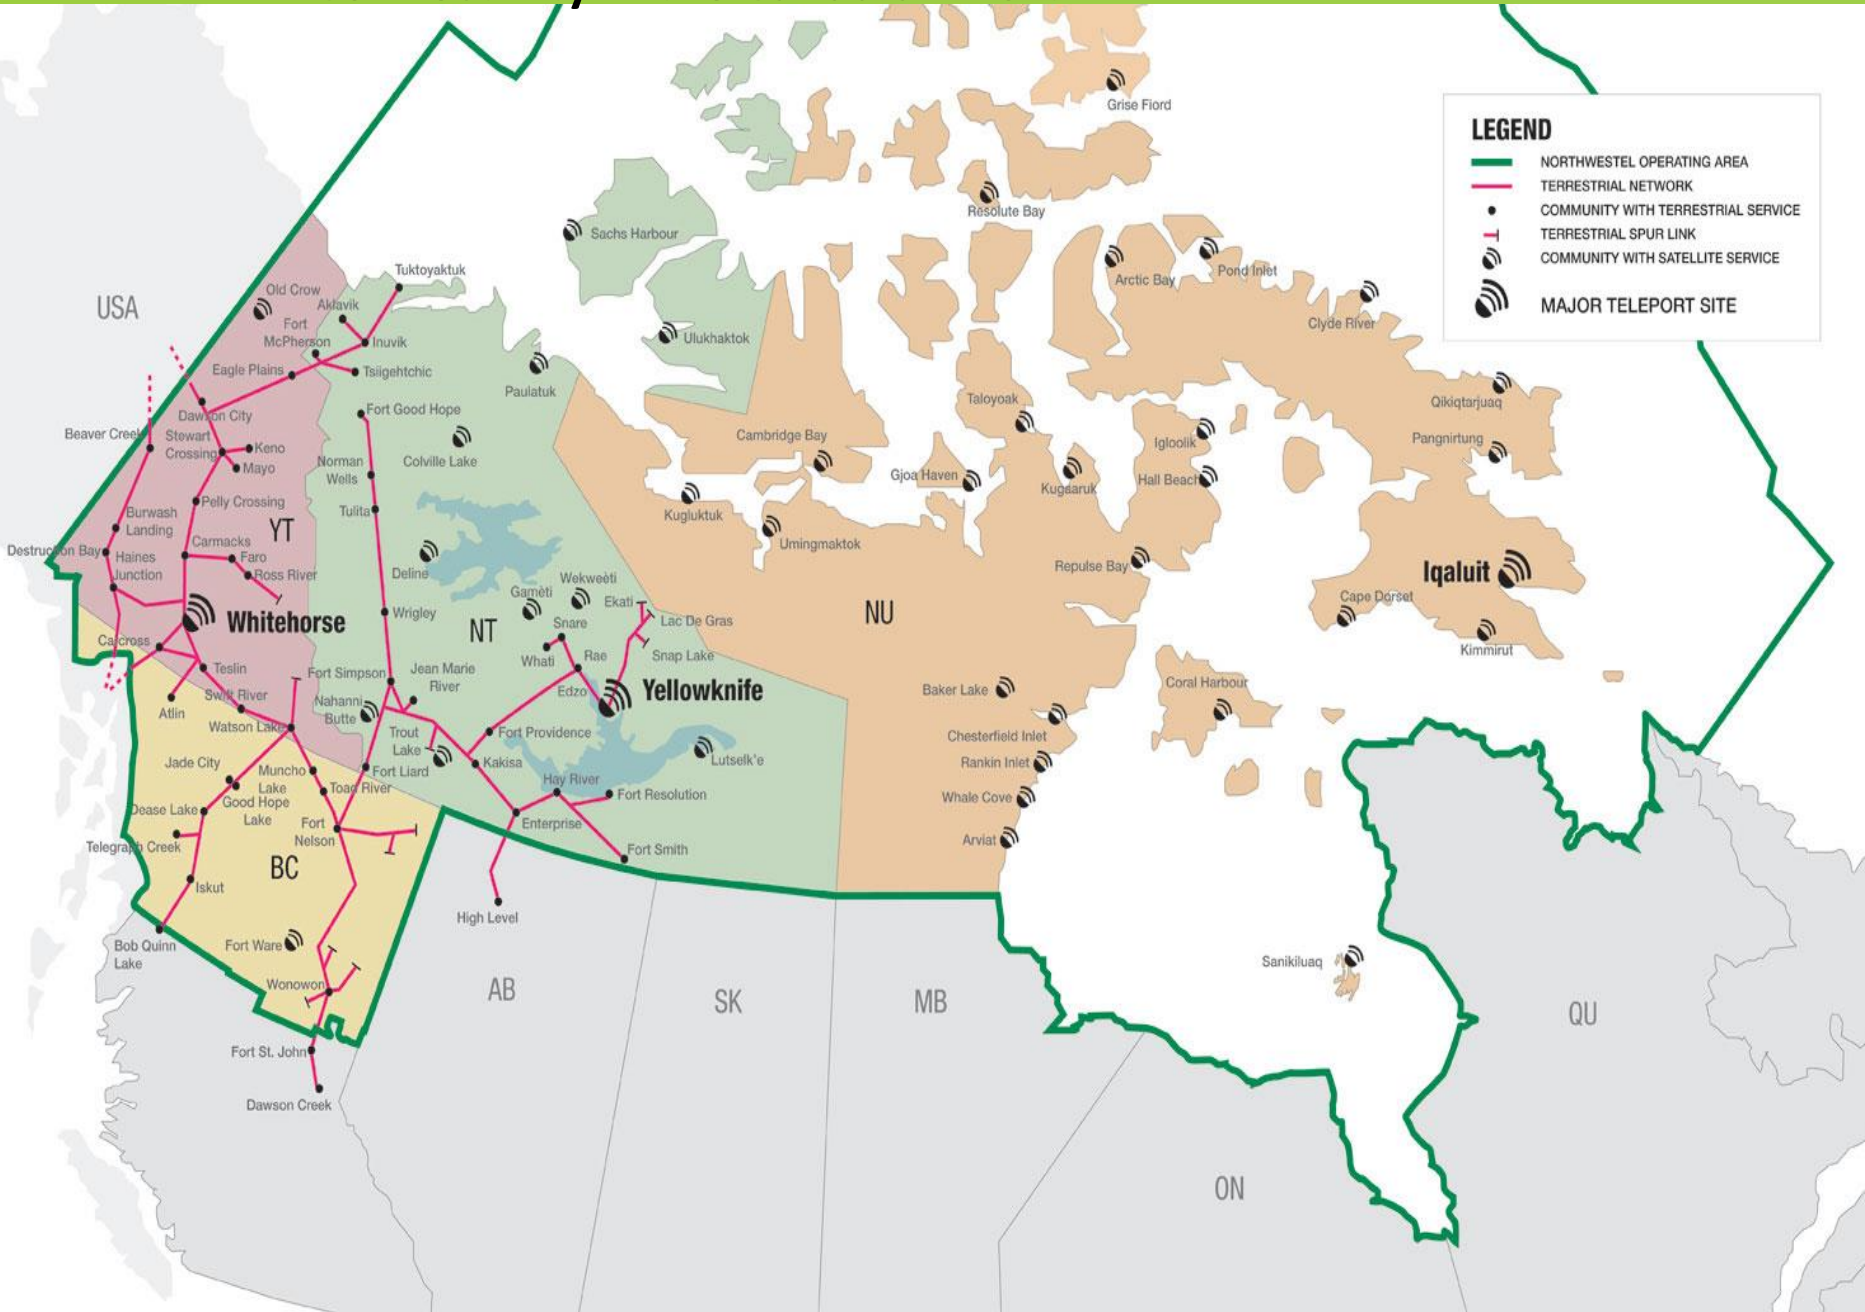 Grise Fiord
LEGEND
NORTHWESTEL OPERATING AREA
TERRESTRIAL NETWORK
COMMUNITY WITH TERRESTRIAL SERVICE
TERRESTRIAL SPUR LINK
COMMUNITY WITH SATELLITE SERVICE
MAJOR TELEPORT SITE
Resolute Bay
Sachs Harbour
Tuktoyaktuk
Arctic Bay
Pond Inlet
Old Crow
Aklavik
USA
Fort
McPherson
Inuvik
Ulukhaktok
Clyde River
Eagle Plains
Tsiigehtchic
Paulatuk
Taloyoak
Qikiqtarjuaq
Dawson City
Fort Good Hope
Beaver Creek
Stewart
Crossing
Keno
Mayo
Colville Lake
Cambridge Bay
Igloolik
Pangnirtung
Norman
Wells
Gjoa Haven
Kugaaruk
Hall Beach
Pelly Crossing
Tulita
Kugluktuk
Burwash
Landing
YT
Umingmaktok
Destruction Bay
Haines
Junction
Carmacks
Faro
Ross River
Deline
Repulse Bay
Iqaluit
Wekweèti
Gamèti
Ekati
Cape Dorset
Whitehorse
Wrigley
NT
Snare
Lac De Gras
NU
Carcross
Whati
Rae
Snap Lake
Kimmirut
Teslin
Fort Simpson
Jean Marie
River
Edzo
Yellowknife
Baker Lake
Coral Harbour
Atlin
Swift River
Nahanni
Butte
Watson Lake
Trout
Lake
Fort Providence
Chesterfield Inlet
Jade City
Muncho
Lake
Fort Liard
Kakisa
Lutselk'e
Rankin Inlet
Toad River
Hay River
Fort Resolution
Whale Cove
Dease Lake
Good Hope
Lake
Fort
Nelson
Enterprise
Telegraph Creek
Fort Smith
Arviat
BC
Iskut
High Level
Bob Quinn
Lake
Fort Ware
Sanikiluaq
Wonowon
AB
SK
MB
QU
Fort St. John
Dawson Creek
ON